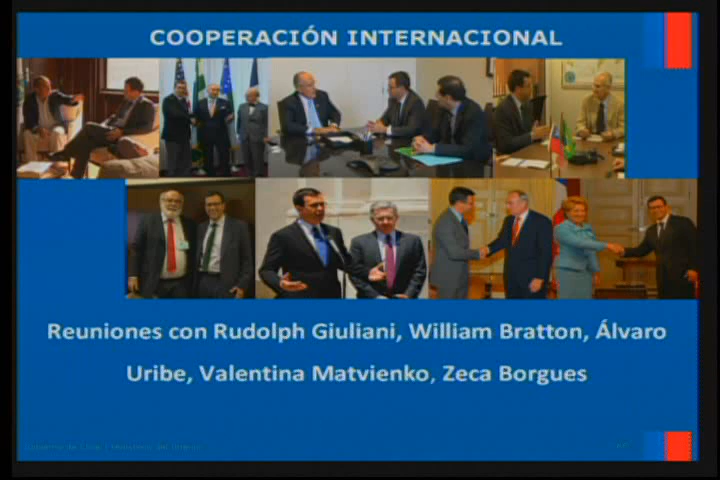 COOPERACIÓN INTERNACIONAL
Reuniones con Rudolph Giuliani, William Bratton, Álvaro
Uribe, Valentina Matvienko, Zeca Borgues